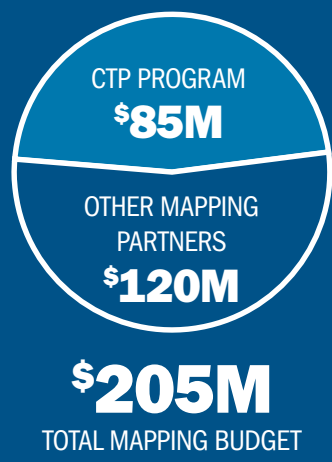 CTP PROGRAM
$85M
OTHER MAPPING
PARTNERS
$120M
$205M
TOTAL MAPPING BUDGET